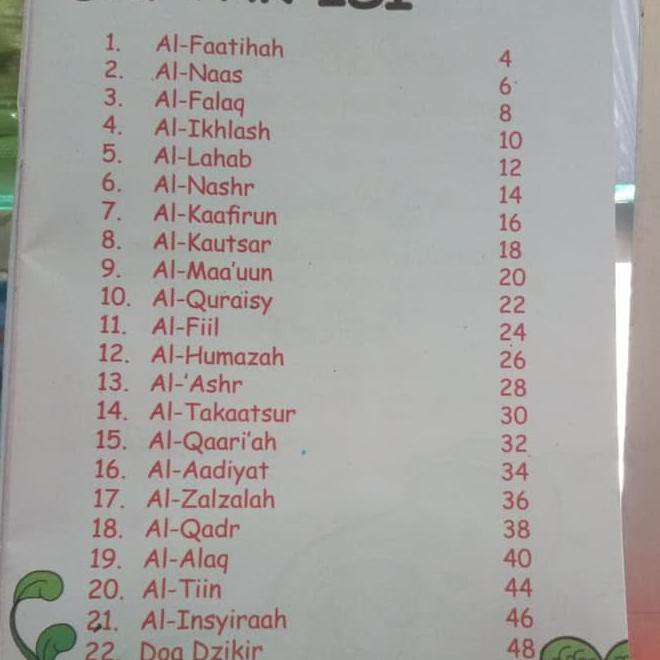 ISI
1. Al-Faatihah 4
2. Al-Naas 6
3. Al-Falaq 8
4. Al-Ikhlash 10
5. Al-Lahab 12
6. Al-Nashr 14
7. Al-Kaafirun 16
8. Al-Kautsar 18
9. Al-Maa'uun 20
10. Al-Quraisy 22
11. Al-Fiil 24
12. Al-Humazah 26
13. Al-'Ashr 28
14. Al-Takaatsur 30
15. Al-Qaari'ah 32
16. Al-Aadiyat 34
17. Al-Zalzalah 36
18. Al-Qadr 38
19. Al-Alaq 40
20. Al-Tiin 44
21. Al-Insyiraah 46
22. Doa Dzikir 48